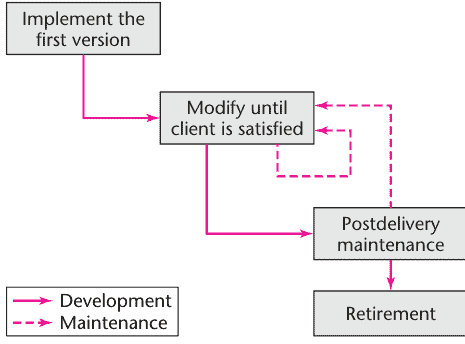 Implement the
first version
Modify until
client is satisfied
Postdelivery
maintenance
Retirement
Development
Maintenance